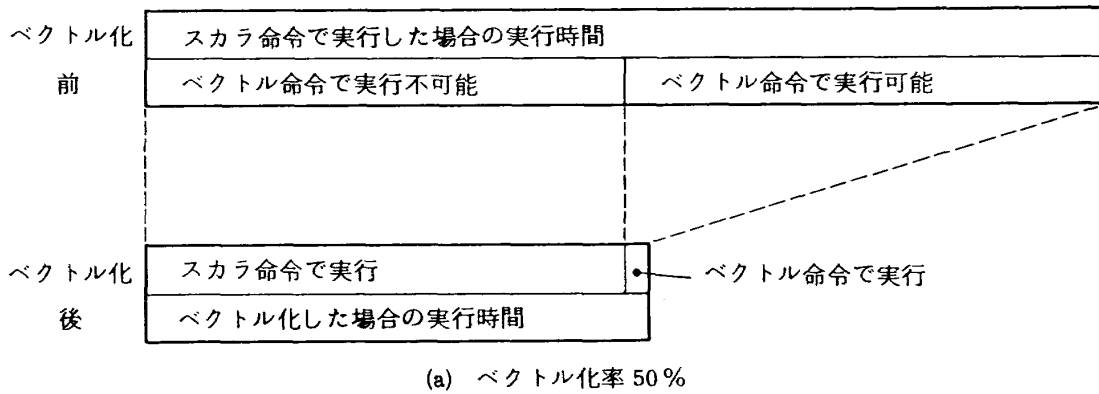 ベクトル化
前
スカラ命令で実行した場合の実行時間
ベクトル命令で実行不可能
ベクトル命令で実行可能
ベクトル化
後
スカラ命令で実行
ベクトル命令で実行
ベクトル化した場合の実行時間
(a) ベクトル化率 50%